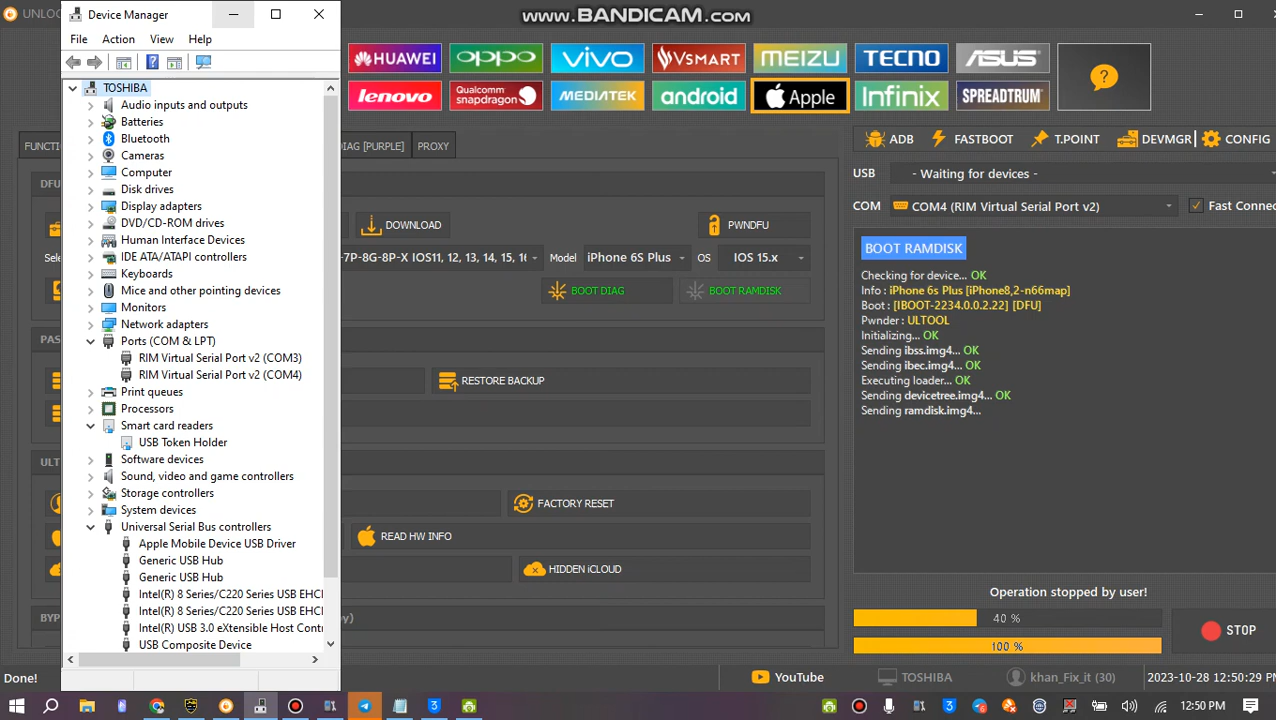 UNLOC
Device Manager
www.BANDICAM.com
File Action View Help
TOSHIBA
Audio inputs and outputs
Batteries
Bluetooth
Cameras
Computer
Disk drives
Display adapters
DVD/CD-ROM drives
Human Interface Devices
IDE ATA/ATAPI controllers
Keyboards
Mice and other pointing devices
Monitors
Network adapters
Ports (COM & LPT)
RIM Virtual Serial Port v2 (COM3)
RIM Virtual Serial Port v2 (COM4)
Print queues
Processors
Smart card readers
USB Token Holder
Software devices
Sound, video and game controllers
Storage controllers
System devices
Universal Serial Bus controllers
Apple Mobile Device USB Driver
Generic USB Hub
Generic USB Hub
Intel(R) 8 Series/C220 Series USB EHCI
Intel(R) 8 Series/C220 Series USB EHCI
Intel(R) USB 3.0 eXtensible Host Contr
USB Composite Device
HUAWEI oppo vivo VSMART MEIZU TECNO ASUS
lenovo Qualcomm snapdragon MEDIATEK android Apple Infinix SPREADTRUM
?
FUNCTI
IAG [PURPLE] PROXY
DFU
DOWNLOAD PWNDFU
Sele
-7P-8G-8P-X IOS11, 12, 13, 14, 15, 16 Model iPhone 6S Plus OS IOS 15.x
BOOT DIAG BOOT RAMDISK
PAS
RESTORE BACKUP
ULT
FACTORY RESET
READ HW INFO
HIDDEN iCLOUD
BYP
ADB FASTBOOT T.POINT DEVMGR CONFIG
USB - Waiting for devices -
COM COM4 (RIM Virtual Serial Port v2) Fast Connec
BOOT RAMDISK
Checking for device... OK
Info : iPhone 6s Plus [iPhone8,2-n66map]
Boot : [IBOOT-2234.0.0.2.22] [DFU]
Pwnder : ULTOOL
Initializing... OK
Sending ibss.img4... OK
Sending ibec.img4... OK
Executing loader... OK
Sending devicetree.img4... OK
Sending ramdisk.img4...
Operation stopped by user!
40 %
100 %
STOP
Done!
YouTube TOSHIBA khan_Fix_it (30) 2023-10-28 12:50:29 PM
12:50 PM